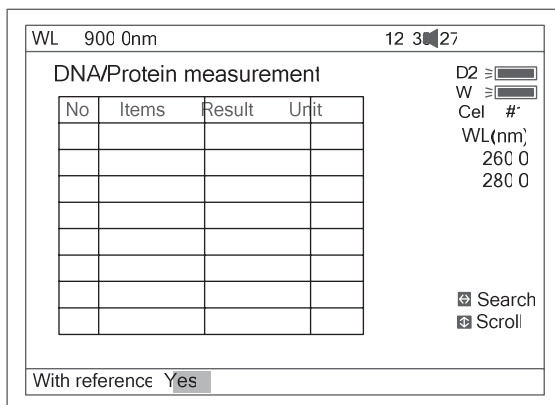 WL 900.0nm 12 3 27
DNA/Protein measurement
No Items Result Unit
D2
W
Cel #1
WL(nm)
260.0
280.0
Search
Scroll
With reference Yes